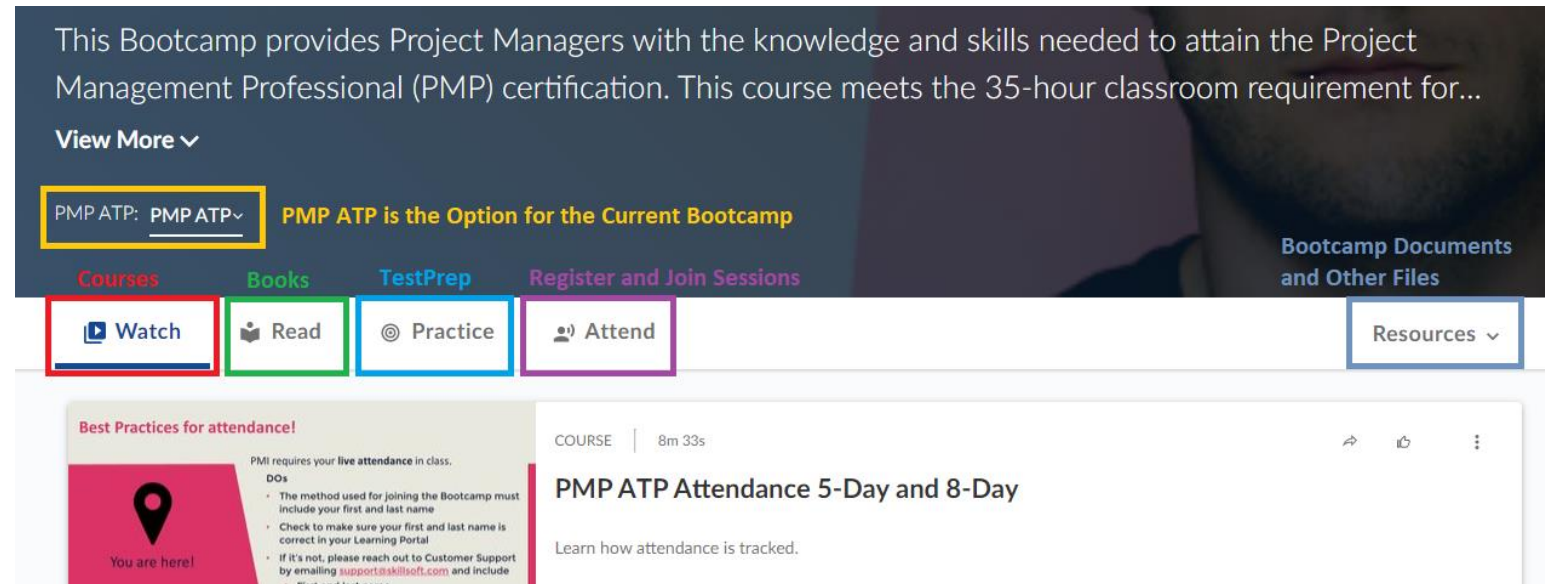 This Bootcamp provides Project Managers with the knowledge and skills needed to attain the Project
Management Professional (PMP) certification. This course meets the 35-hour classroom requirement for...
View More
PMP ATP: PMP ATP
PMP ATP is the Option for the Current Bootcamp
Bootcamp Documents
and Other Files
Courses
Books
TestPrep
Register and Join Sessions
Watch
Read
Practice
Attend
Resources
Best Practices for attendance!
PMI requires your live attendance in class.
DOs
• The method used for joining the Bootcamp must
include your first and last name
• Check to make sure your first and last name is
correct in your Learning Portal
• If it's not, please reach out to Customer Support
by emailing support@skillsoft.com and include
You are here!
COURSE | 8m 33s
PMP ATP Attendance 5-Day and 8-Day
Learn how attendance is tracked.